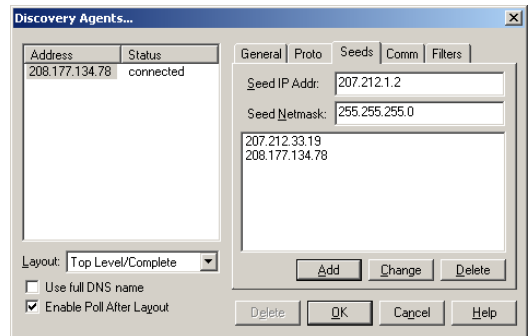 Discovery Agents...
Address Status
208.177.134.78 connected
Layout: Top Level/Complete
Use full DNS name
Enable Poll After Layout
General Proto Seeds Comm Filters
Seed IP Addr: 207.212.1.2
Seed Netmask: 255.255.255.0
207.212.33.19
208.177.134.78
Add Change Delete
Delete OK Cancel Help